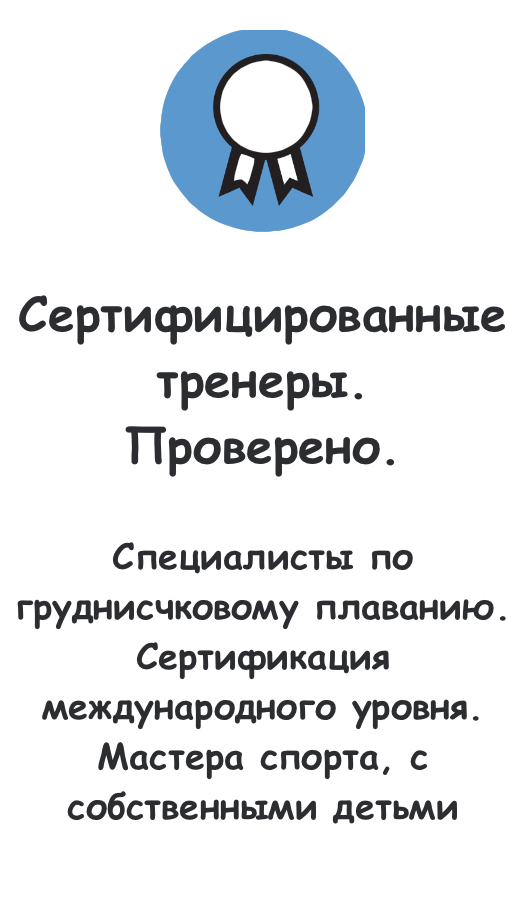 Сертифицированные
тренеры.
Проверено.
Специалисты по
груднисчковому плаванию.
Сертификация
международного уровня.
Мастера спорта, с
собственными детьми